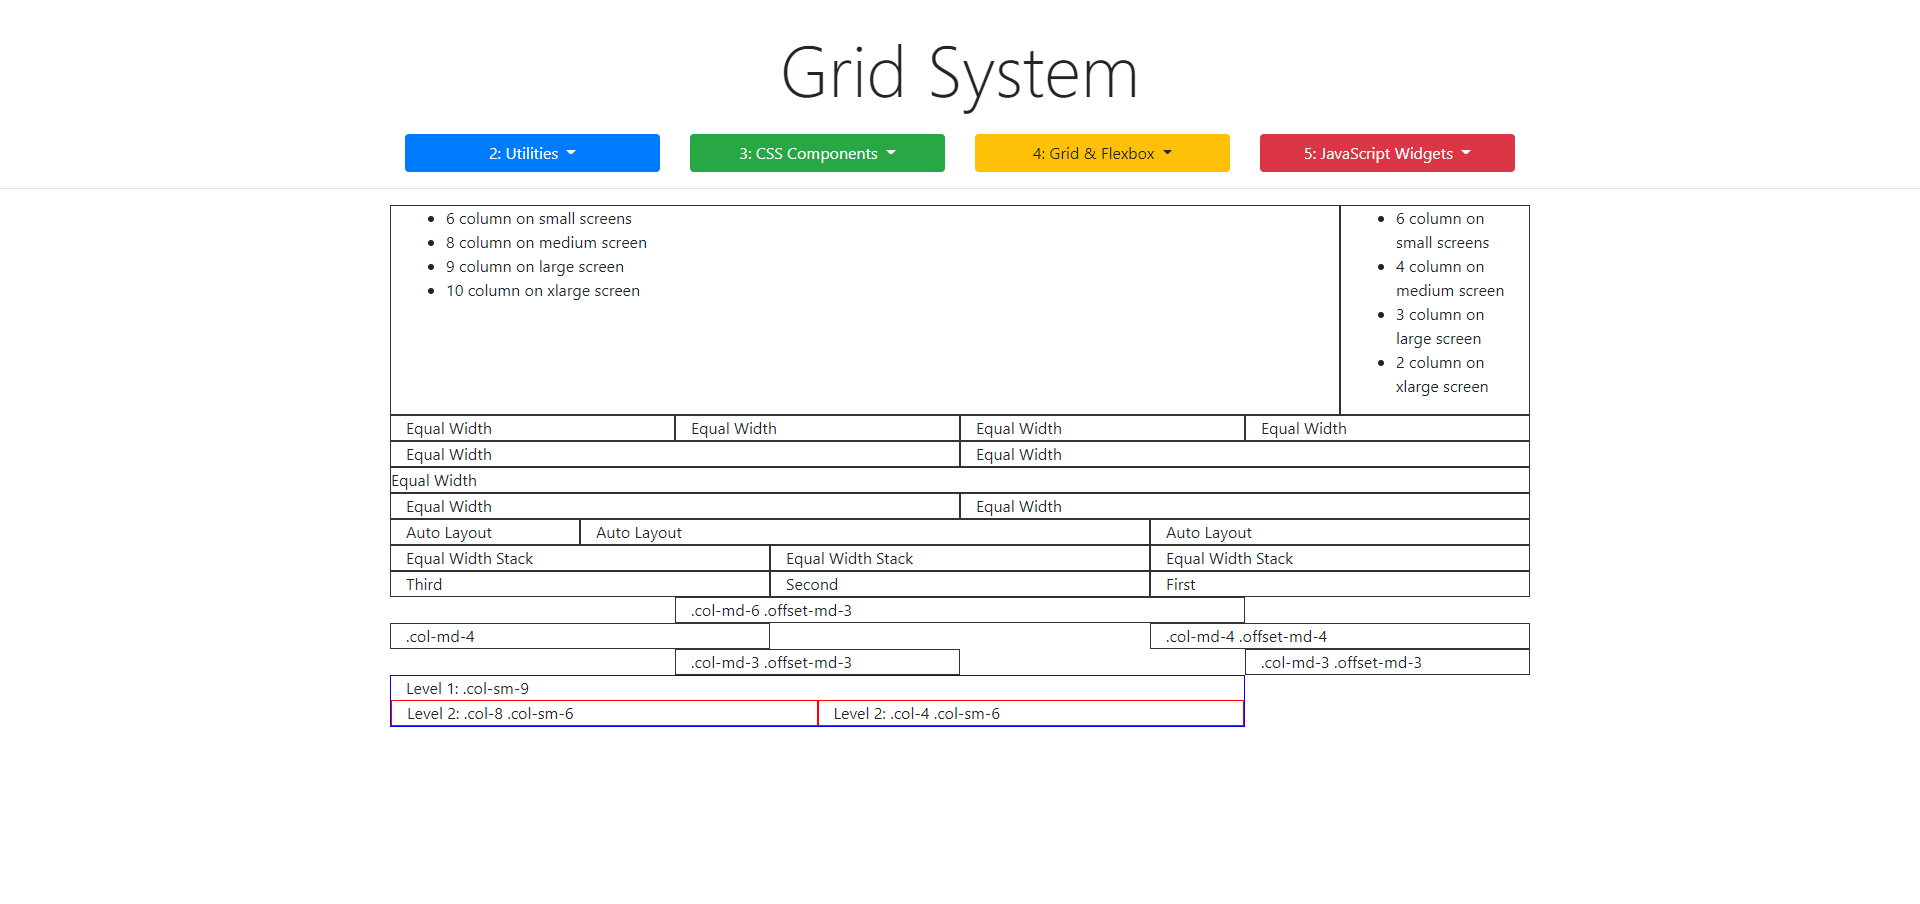 Grid System
2: Utilities
3: CSS Components
4: Grid & Flexbox
5: JavaScript Widgets
6 column on small screens
8 column on medium screen
9 column on large screen
10 column on xlarge screen
6 column on
small screens
4 column on
medium screen
3 column on
large screen
2 column on
xlarge screen
Equal Width
Equal Width
Equal Width
Equal Width
Equal Width
Equal Width
Equal Width
Equal Width
Equal Width
Auto Layout
Auto Layout
Auto Layout
Equal Width Stack
Equal Width Stack
Equal Width Stack
Third
Second
First
.col-md-6 .offset-md-3
.col-md-4
.col-md-4 .offset-md-4
.col-md-3 .offset-md-3
.col-md-3 .offset-md-3
Level 1: .col-sm-9
Level 2: .col-8 .col-sm-6
Level 2: .col-4 .col-sm-6